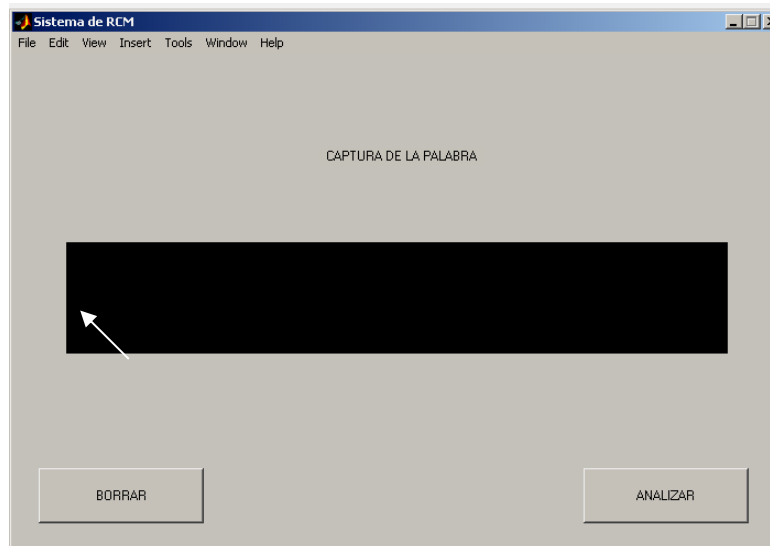 Sistema de RCM
File Edit View Insert Tools Window Help
CAPTURA DE LA PALABRA
BORRAR ANALIZAR